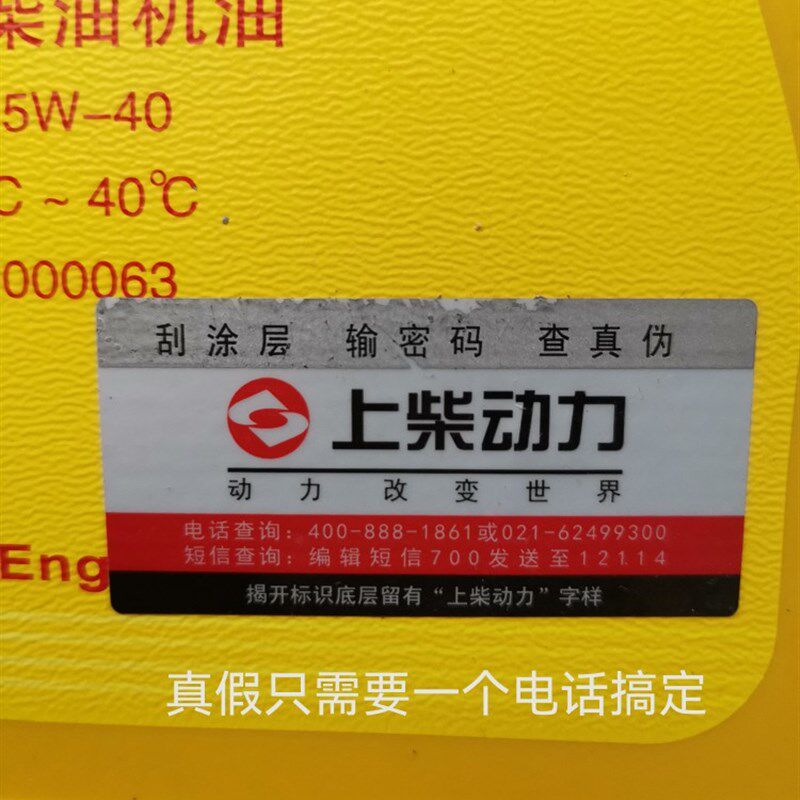 柴油机油
5W-40
C ~ 40℃
000063
刮涂层 输密码 查真伪
上柴动力
动力改变世界
电话查询：400-888-1861或021-62499300
短信查询：编辑短信700发送至12114
揭开标识底层留有“上柴动力”字样
Eng
真假只需要一个电话搞定